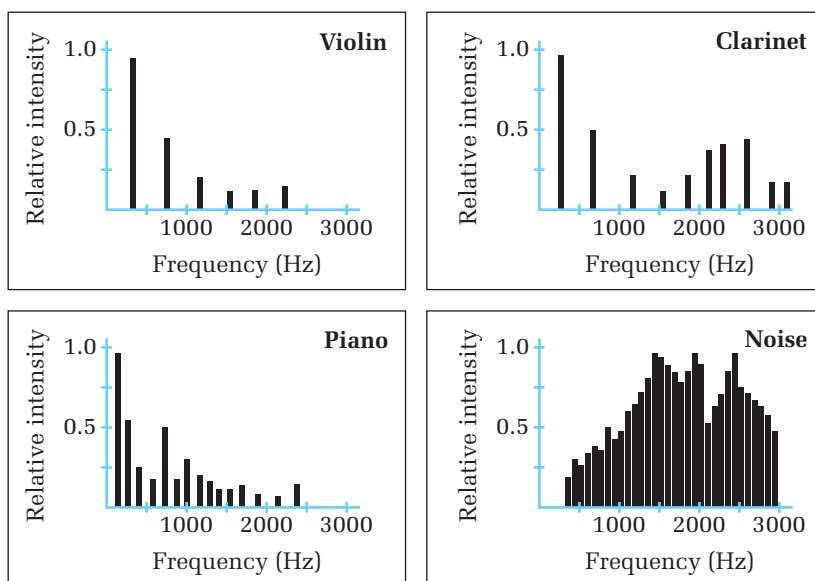 Violin
Relative intensity
1.0
0.5
1000 2000 3000
Frequency (Hz)
Clarinet
Relative intensity
1.0
0.5
1000 2000 3000
Frequency (Hz)
Piano
Relative intensity
1.0
0.5
1000 2000 3000
Frequency (Hz)
Noise
Relative intensity
1.0
0.5
1000 2000 3000
Frequency (Hz)